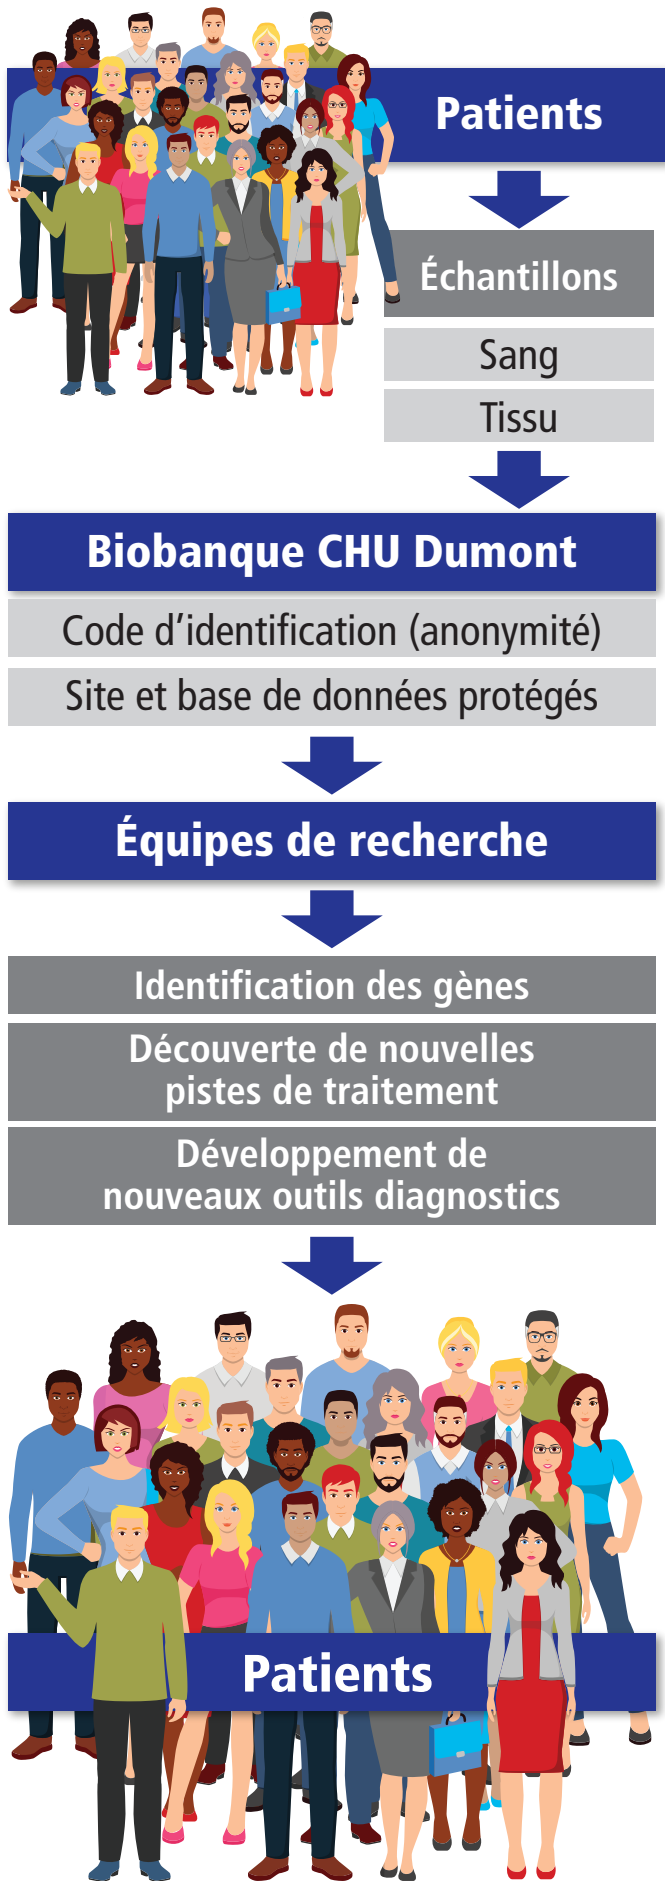 Patients
Échantillons
Sang
Tissu
Biobanque CHU Dumont
Code d’identification (anonymité)
Site et base de données protégés
Équipes de recherche
Identification des gènes
Découverte de nouvelles
pistes de traitement
Développement de
nouveaux outils diagnostics
Patients